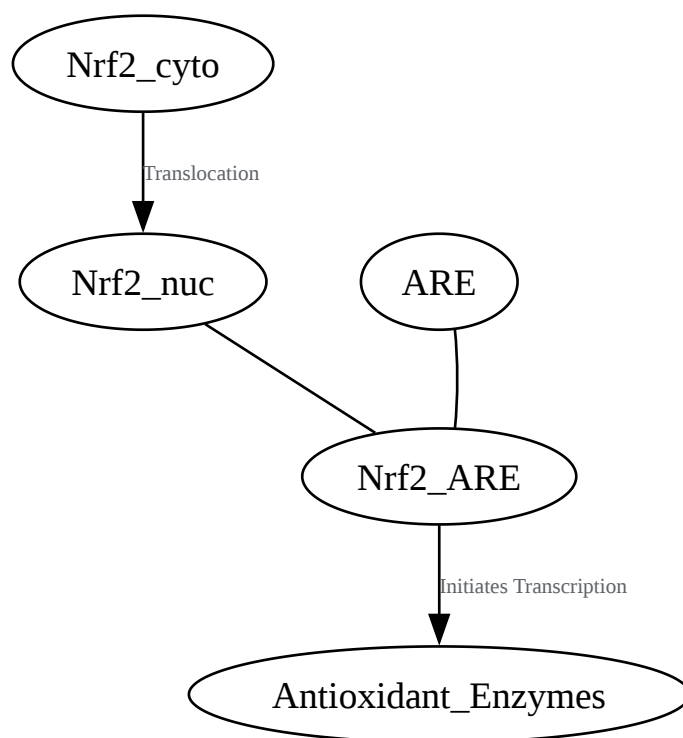 Nrf2_cyto
Translocation
Nrf2_nuc
ARE
Nrf2_ARE
Initiates Transcription
Antioxidant_Enzymes